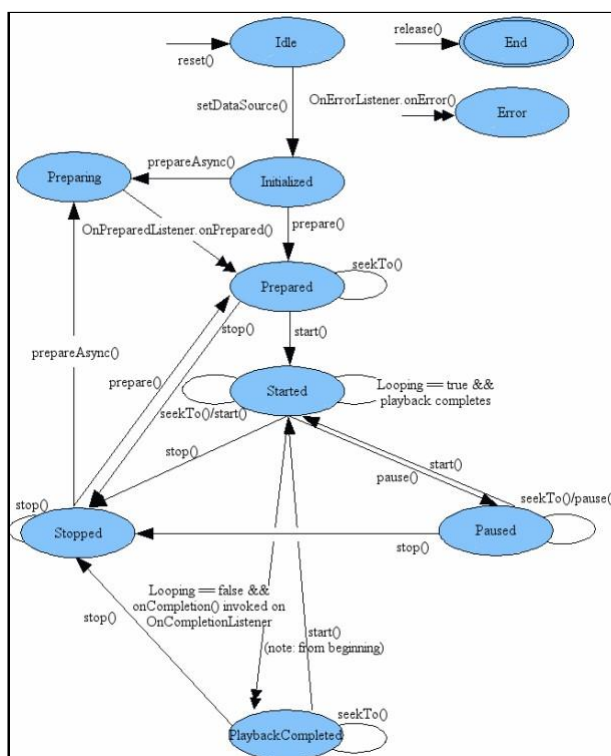 Idle
release()
End
reset()
setDataSource()
OnErrorListener.onError()
Error
prepareAsync()
Preparing
Initialized
OnPreparedListener.onPrepared()
prepare()
seekTo()
Prepared
stop()
start()
prepareAsync()
prepare()
Looping == true &&
playback completes
Started
seekTo()/start()
stop()
start()
pause()
stop()
seekTo()/pause()
Stopped
Paused
stop()
Looping == false &&
onCompletion() invoked on
OnCompletionListener
stop()
start()
(note: from beginning)
seekTo()
PlaybackCompleted